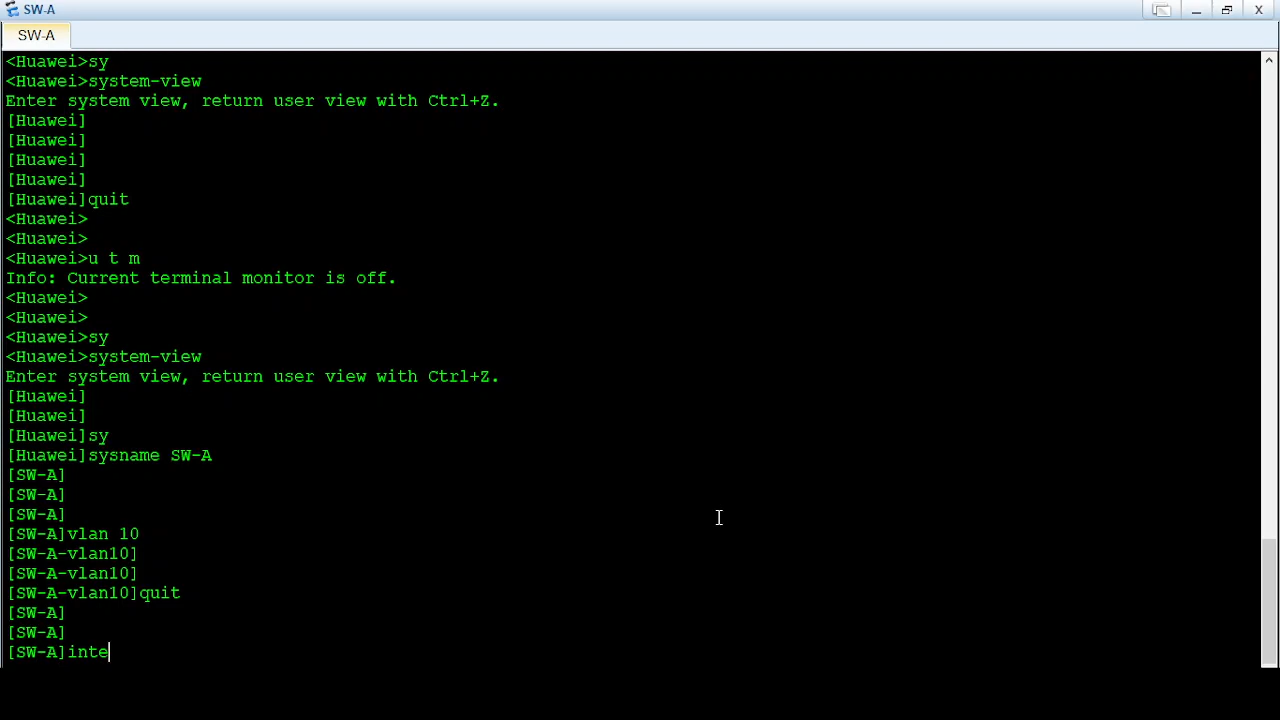 SW-A
SW-A
<Huawei>sy
<Huawei>system-view
Enter system view, return user view with Ctrl+Z.
[Huawei]
[Huawei]
[Huawei]
[Huawei]
[Huawei]quit
<Huawei>
<Huawei>
<Huawei>u t m
Info: Current terminal monitor is off.
<Huawei>
<Huawei>
<Huawei>sy
<Huawei>system-view
Enter system view, return user view with Ctrl+Z.
[Huawei]
[Huawei]
[Huawei]sy
[Huawei]sysname SW-A
[SW-A]
[SW-A]
[SW-A]
[SW-A]vlan 10
[SW-A-vlan10]
[SW-A-vlan10]
[SW-A-vlan10]quit
[SW-A]
[SW-A]
[SW-A]inte